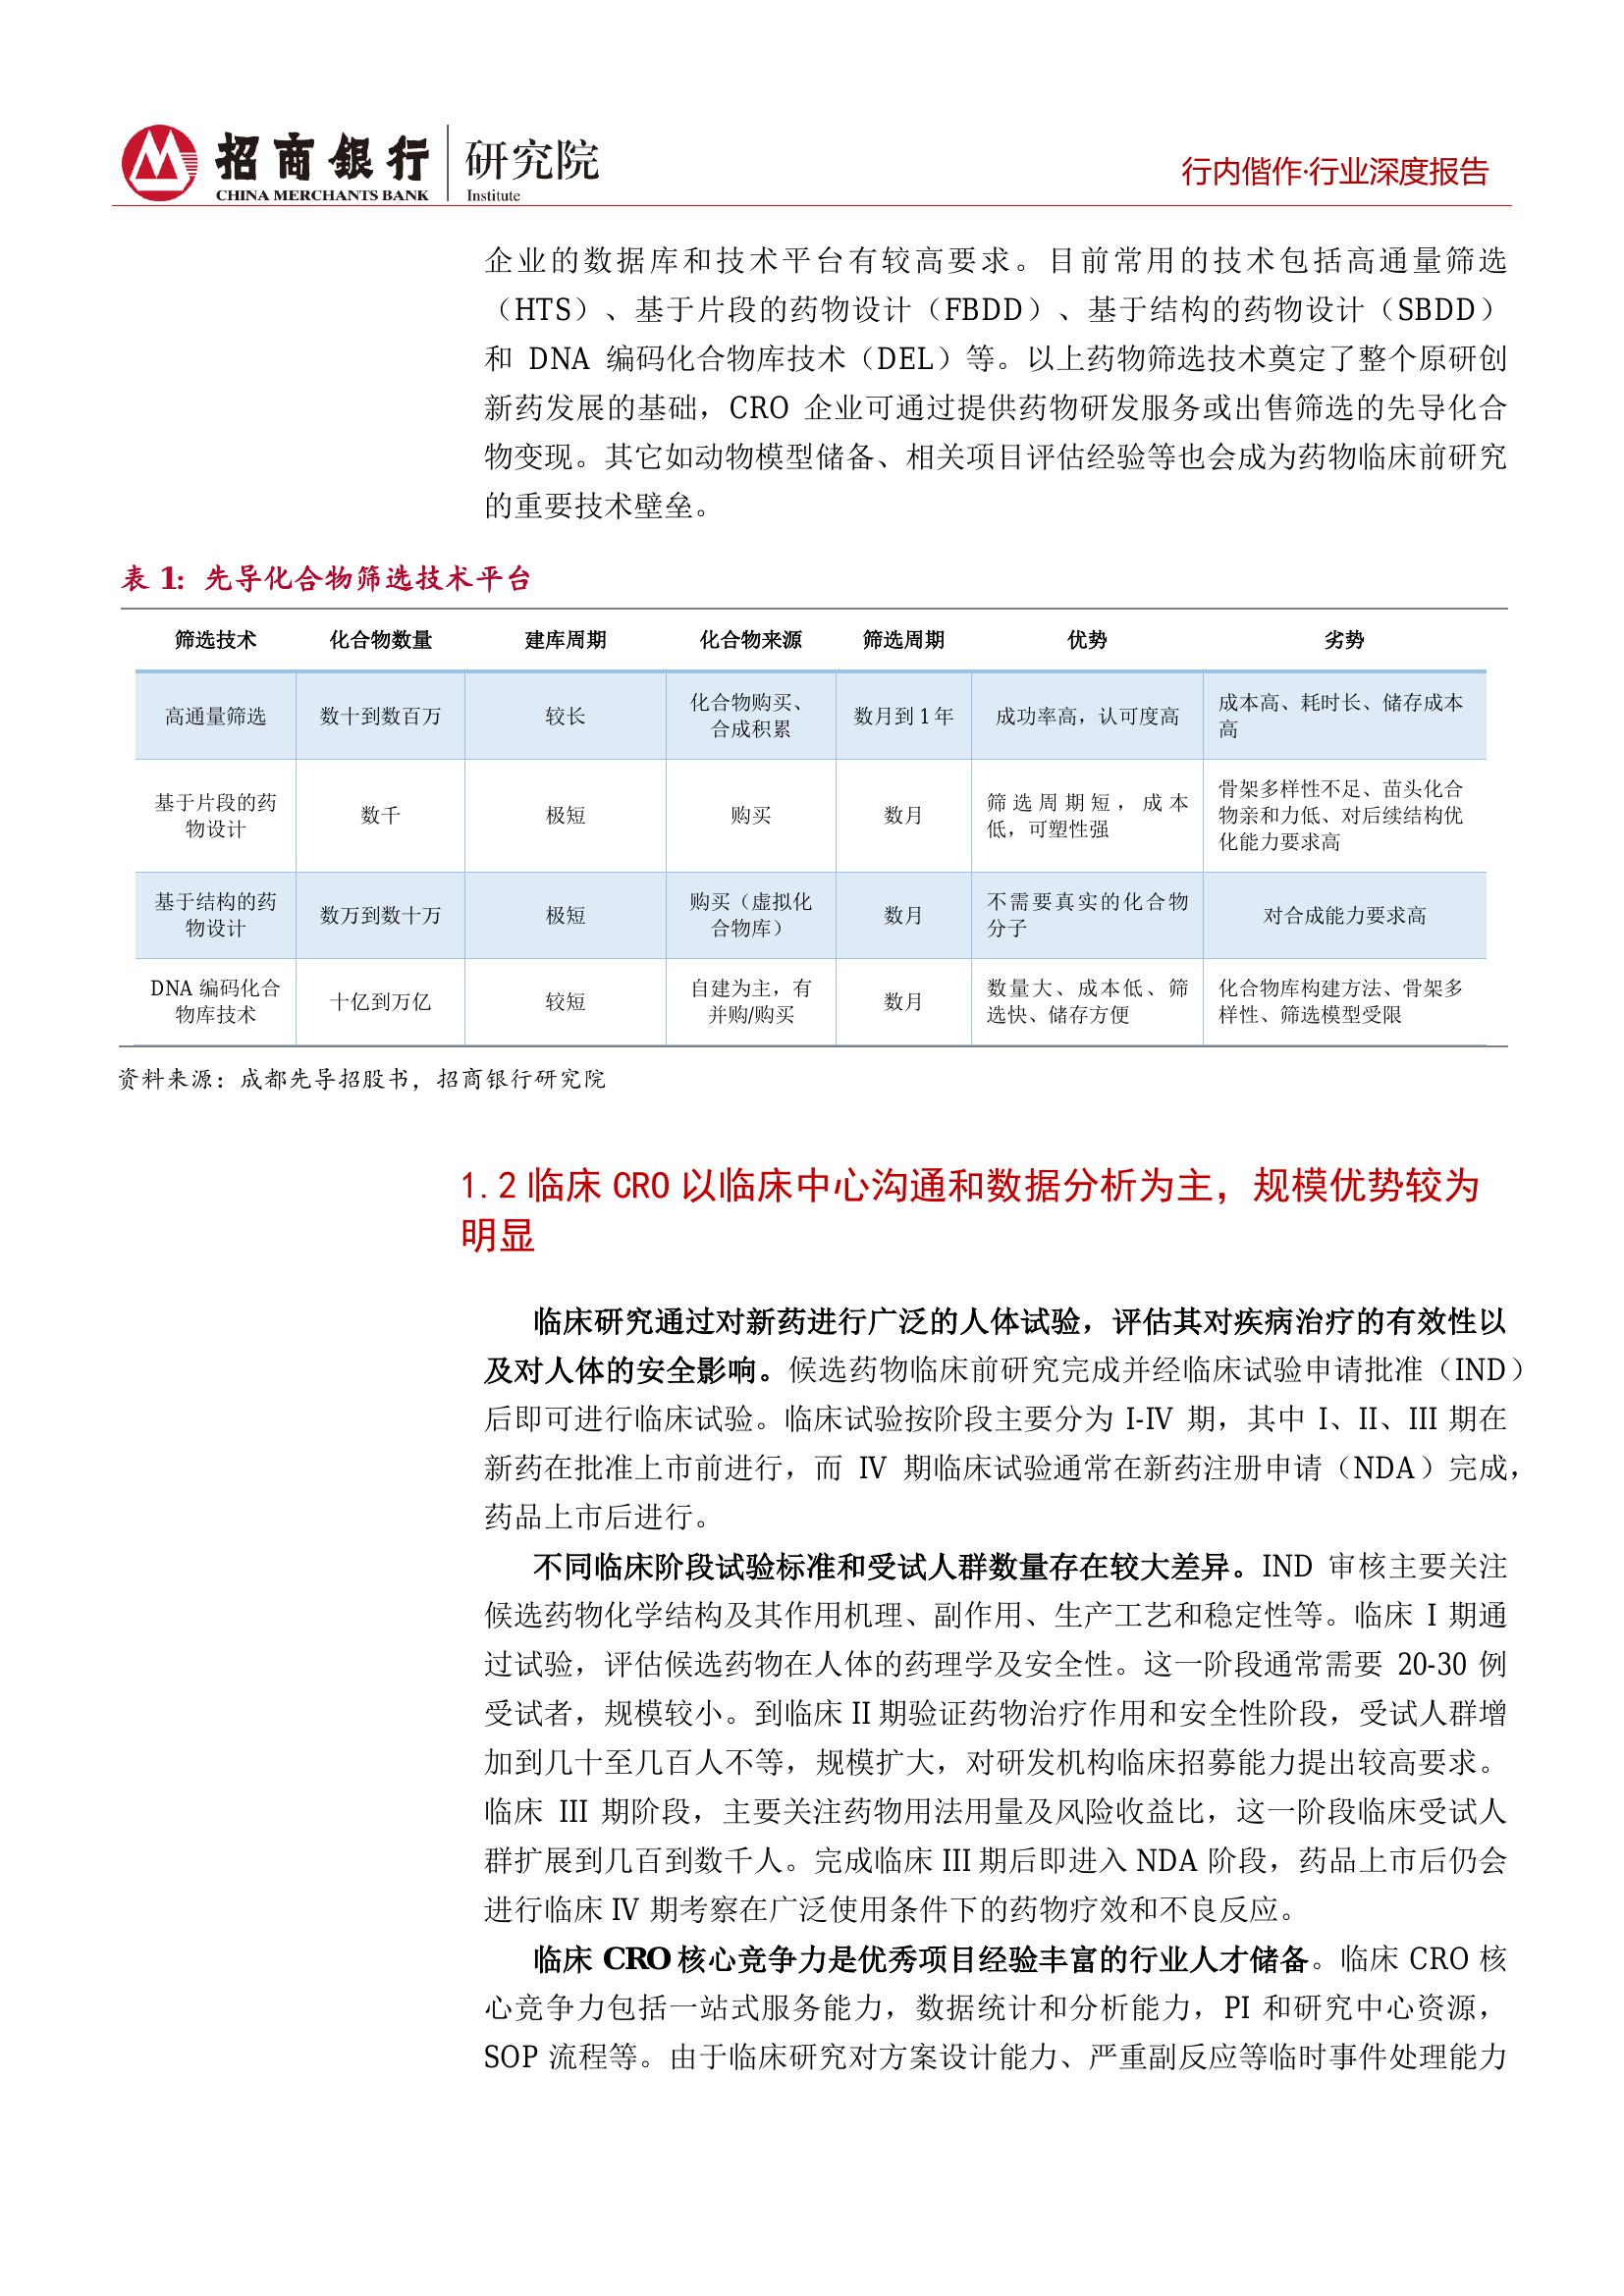 招商银行
CHINA MERCHANTS BANK
研究院
Institute
行内偕作·行业深度报告
企业的数据库和技术平台有较高要求。目前常用的技术包括高通量筛选
（HTS）、基于片段的药物设计（FBDD）、基于结构的药物设计（SBDD）
和 DNA 编码化合物库技术（DEL）等。以上药物筛选技术奠定了整个原研创
新药发展的基础，CRO 企业可通过提供药物研发服务或出售筛选的先导化合
物变现。其它如动物模型储备、相关项目评估经验等也会成为药物临床前研究
的重要技术壁垒。
表 1：先导化合物筛选技术平台
筛选技术 化合物数量 建库周期 化合物来源 筛选周期 优势 劣势
高通量筛选 数十到数百万 较长 化合物购买、
合成积累 数月到 1 年 成功率高，认可度高 成本高、耗时长、储存成本
高
基于片段的药
物设计 数千 极短 购买 数月 筛选周期短，成本
低，可塑性强 骨架多样性不足、苗头化合
物亲和力低、对后续结构优
化能力要求高
基于结构的药
物设计 数万到数十万 极短 购买（虚拟化
合物库） 数月 不需要真实的化合物
分子 对合成能力要求高
DNA 编码化合
物库技术 十亿到万亿 较短 自建为主，有
并购/购买 数月 数量大、成本低、筛
选快、储存方便 化合物库构建方法、骨架多
样性、筛选模型受限
资料来源：成都先导招股书，招商银行研究院
1.2 临床 CRO 以临床中心沟通和数据分析为主，规模优势较为
明显
临床研究通过对新药进行广泛的人体试验，评估其对疾病治疗的有效性以
及对人体的安全影响。候选药物临床前研究完成并经临床试验申请批准（IND）
后即可进行临床试验。临床试验按阶段主要分为 I-IV 期，其中 I、II、III 期在
新药在批准上市前进行，而 IV 期临床试验通常在新药注册申请（NDA）完成，
药品上市后进行。
不同临床阶段试验标准和受试人群数量存在较大差异。IND 审核主要关注
候选药物化学结构及其作用机理、副作用、生产工艺和稳定性等。临床 I 期通
过试验，评估候选药物在人体的药理学及安全性。这一阶段通常需要 20-30 例
受试者，规模较小。到临床 II 期验证药物治疗作用和安全性阶段，受试人群增
加到几十至几百人不等，规模扩大，对研发机构临床招募能力提出较高要求。
临床 III 期阶段，主要关注药物用法用量及风险收益比，这一阶段临床受试人
群扩展到几百到数千人。完成临床 III 期后即进入 NDA 阶段，药品上市后仍会
进行临床 IV 期考察在广泛使用条件下的药物疗效和不良反应。
临床 CRO 核心竞争力是优秀项目经验丰富的行业人才储备。临床 CRO 核
心竞争力包括一站式服务能力，数据统计和分析能力，PI 和研究中心资源，
SOP 流程等。由于临床研究对方案设计能力、严重副反应等临时事件处理能力